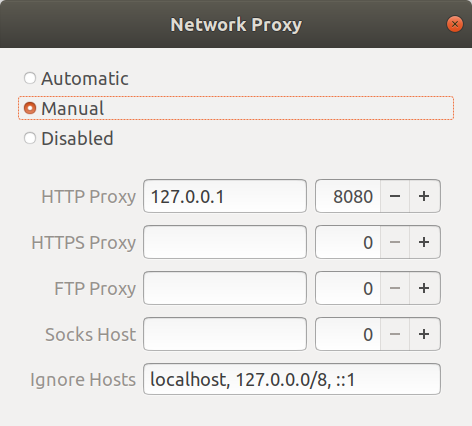 Network Proxy
Automatic
Manual
Disabled
HTTP Proxy 127.0.0.1 8080 − +
HTTPS Proxy 0 − +
FTP Proxy 0 − +
Socks Host 0 − +
Ignore Hosts localhost, 127.0.0.0/8, ::1